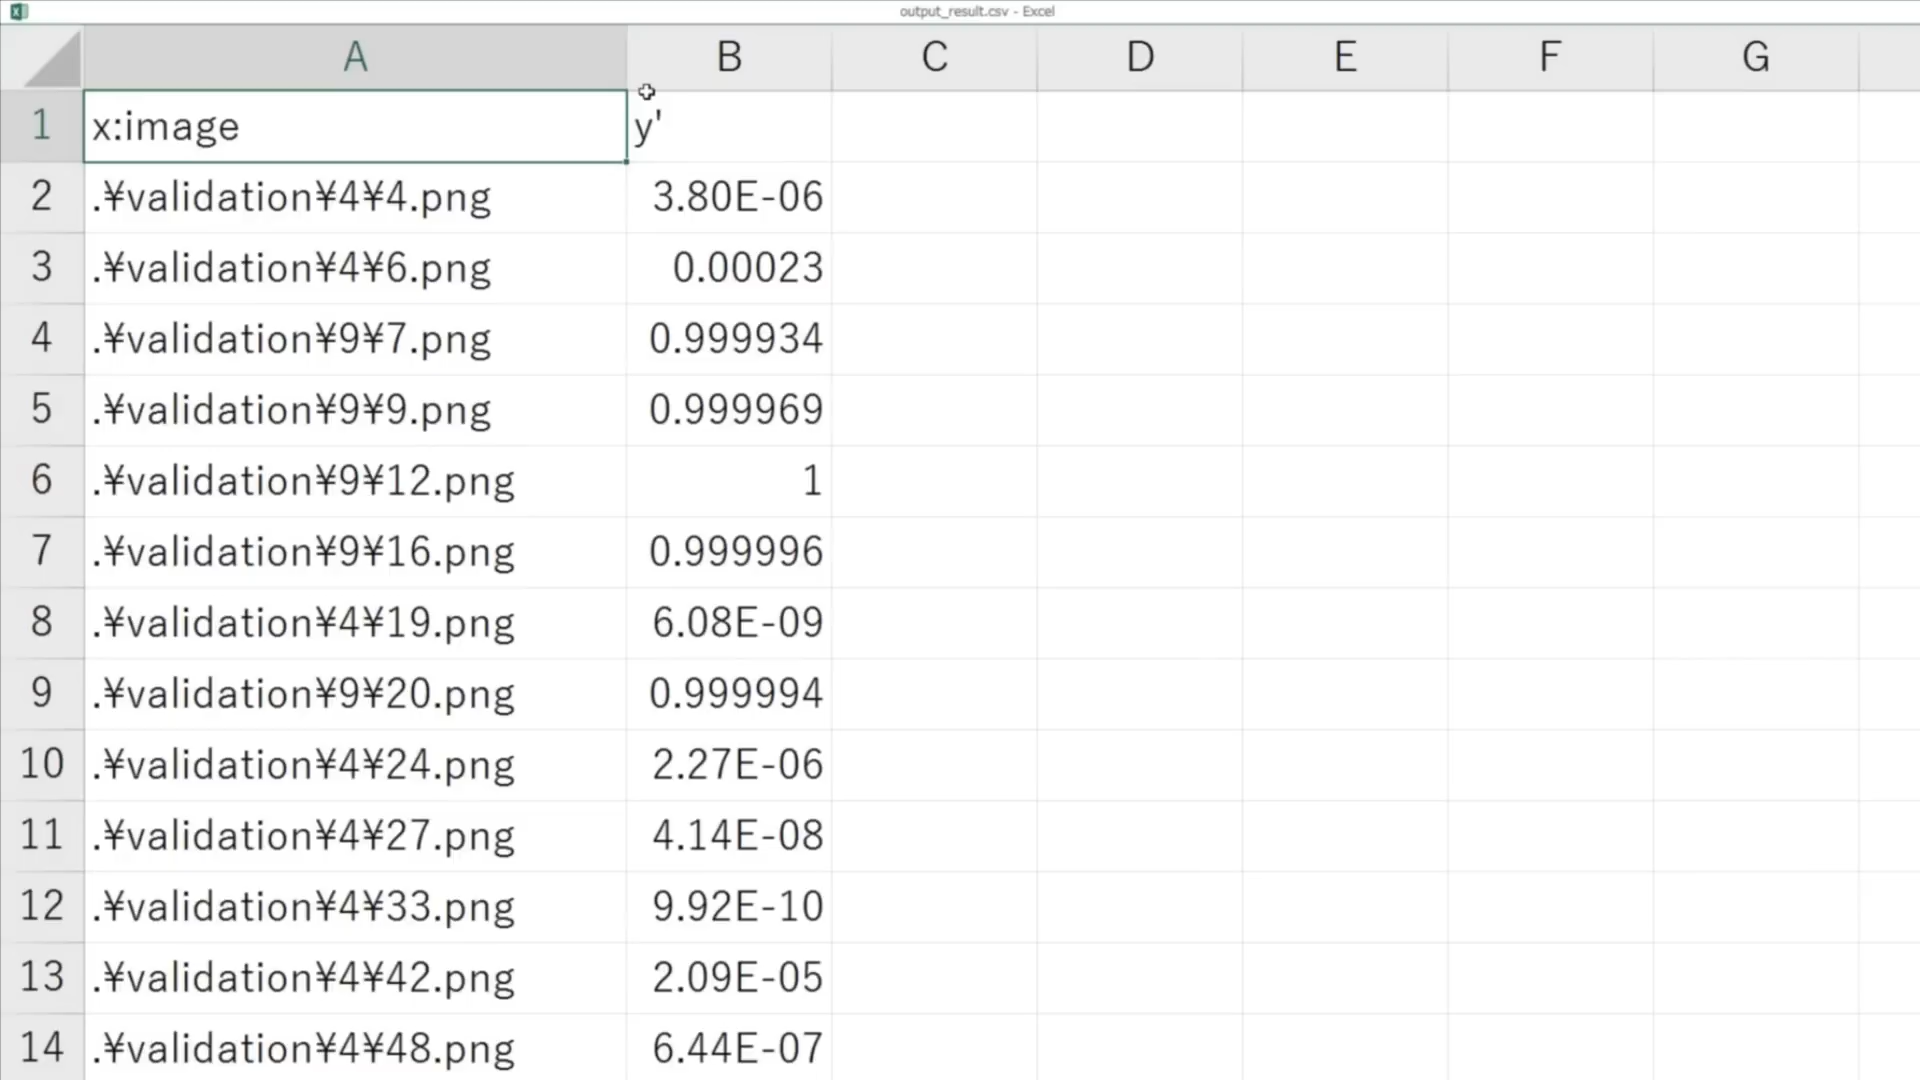 output_result.csv - Excel
A B C D E F G
1 x:image y'
2 .¥validation¥4¥4.png 3.80E-06
3 .¥validation¥4¥6.png 0.00023
4 .¥validation¥9¥7.png 0.999934
5 .¥validation¥9¥9.png 0.999969
6 .¥validation¥9¥12.png 1
7 .¥validation¥9¥16.png 0.999996
8 .¥validation¥4¥19.png 6.08E-09
9 .¥validation¥9¥20.png 0.999994
10 .¥validation¥4¥24.png 2.27E-06
11 .¥validation¥4¥27.png 4.14E-08
12 .¥validation¥4¥33.png 9.92E-10
13 .¥validation¥4¥42.png 2.09E-05
14 .¥validation¥4¥48.png 6.44E-07